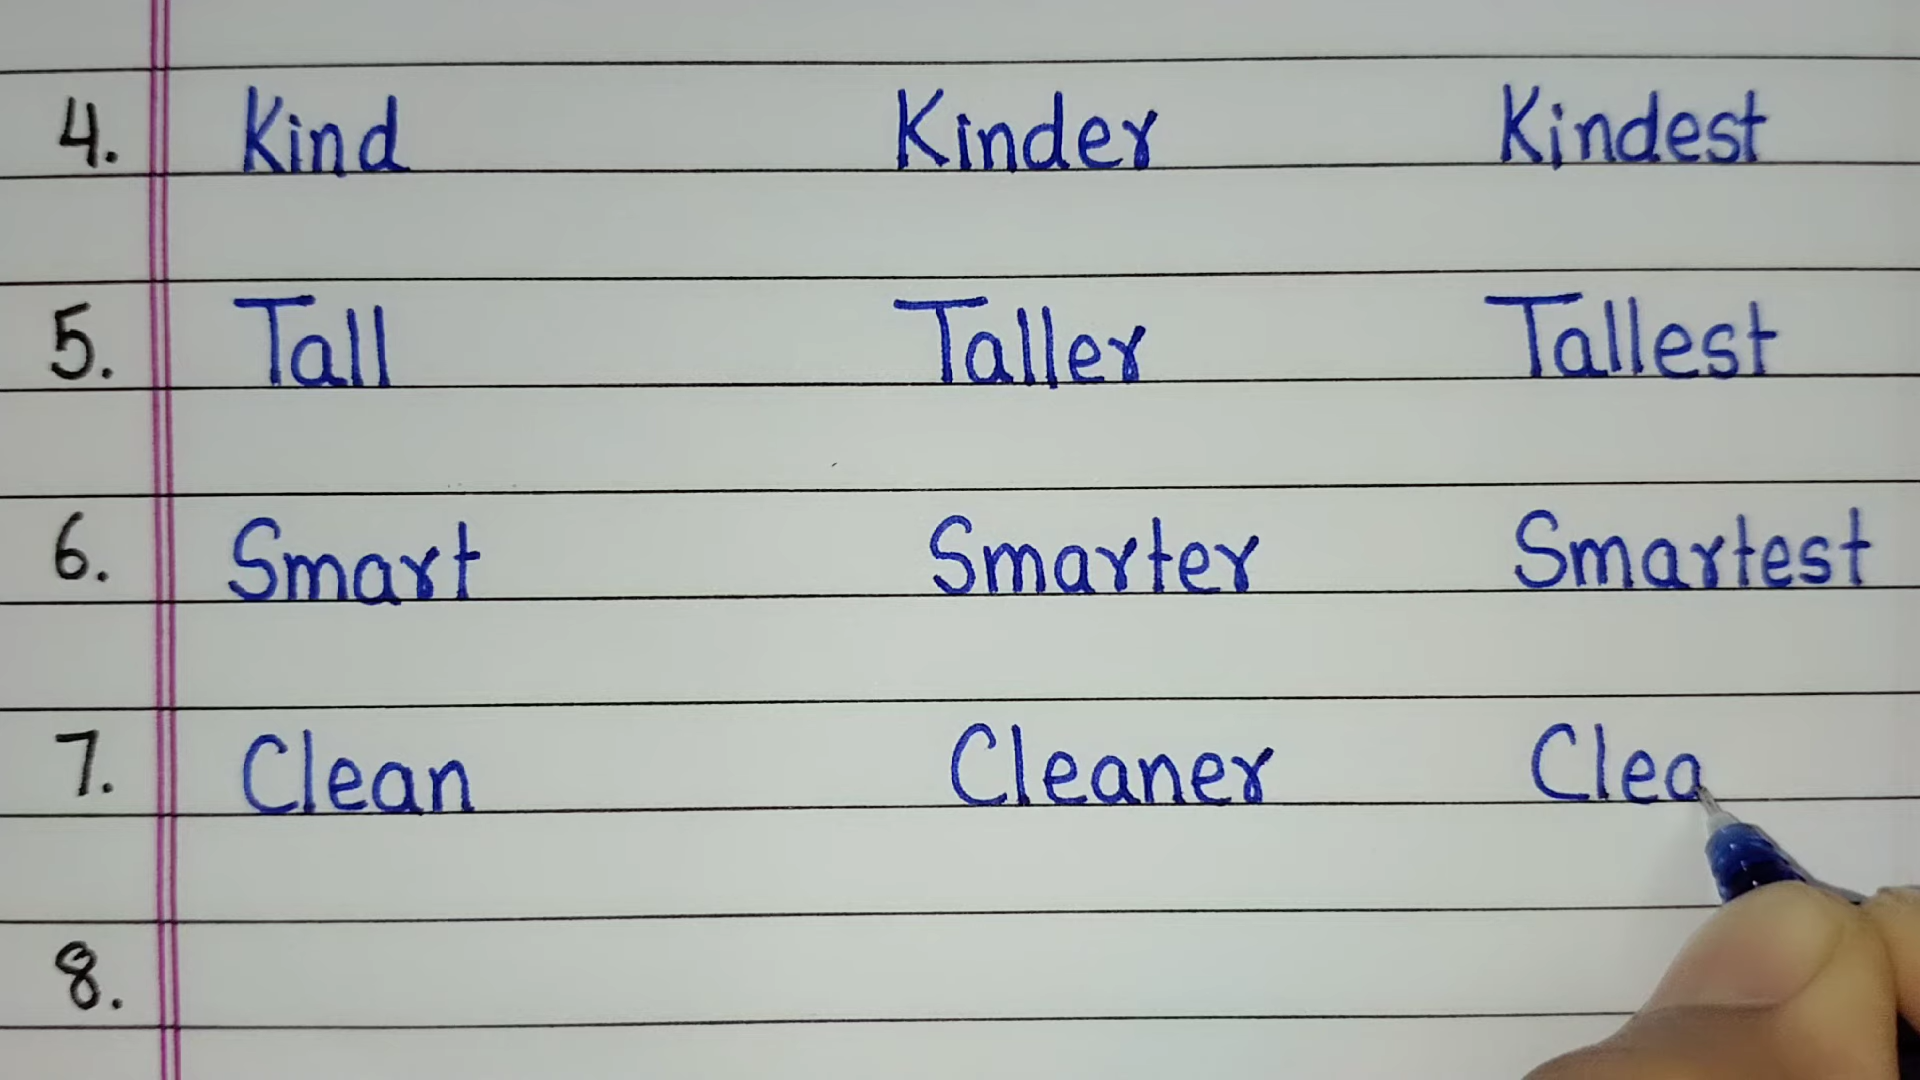 4. Kind Kinder Kindest
5. Tall Taller Tallest
6. Smart Smarter Smartest
7. Clean Cleaner Clea
8.